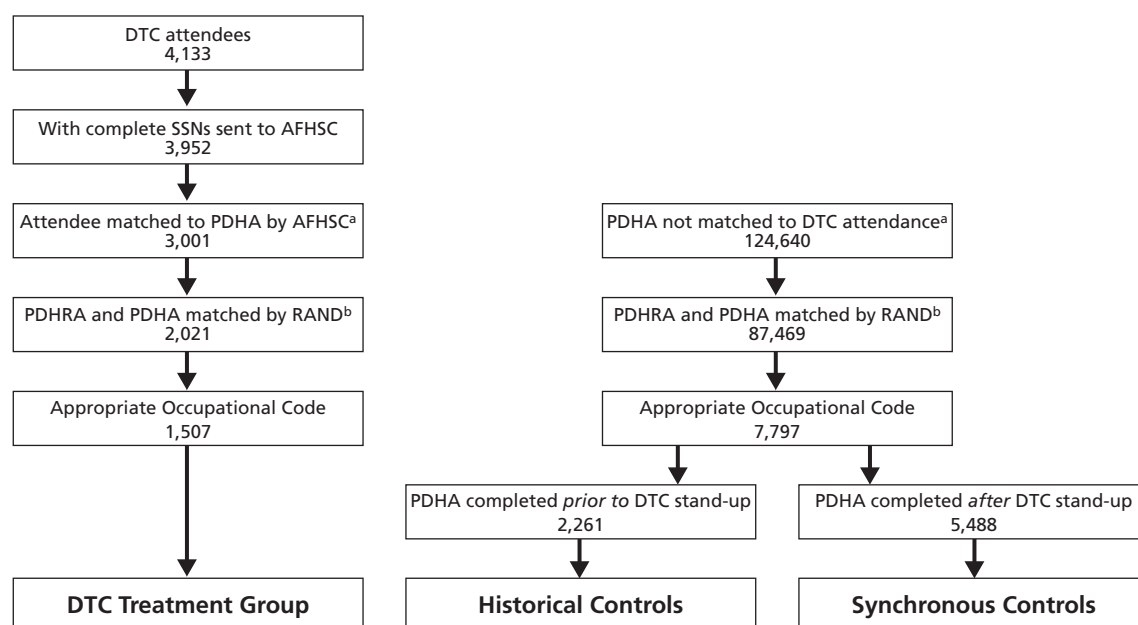 DTC attendees
4,133
With complete SSNs sent to AFHSC
3,952
Attendee matched to PDHA by AFHSCa
3,001
PDHRA and PDHA matched by RANDb
2,021
Appropriate Occupational Code
1,507
DTC Treatment Group
PDHA not matched to DTC attendancea
124,640
PDHRA and PDHA matched by RANDb
87,469
Appropriate Occupational Code
7,797
PDHA completed prior to DTC stand-up
2,261
Historical Controls
PDHA completed after DTC stand-up
5,488
Synchronous Controls